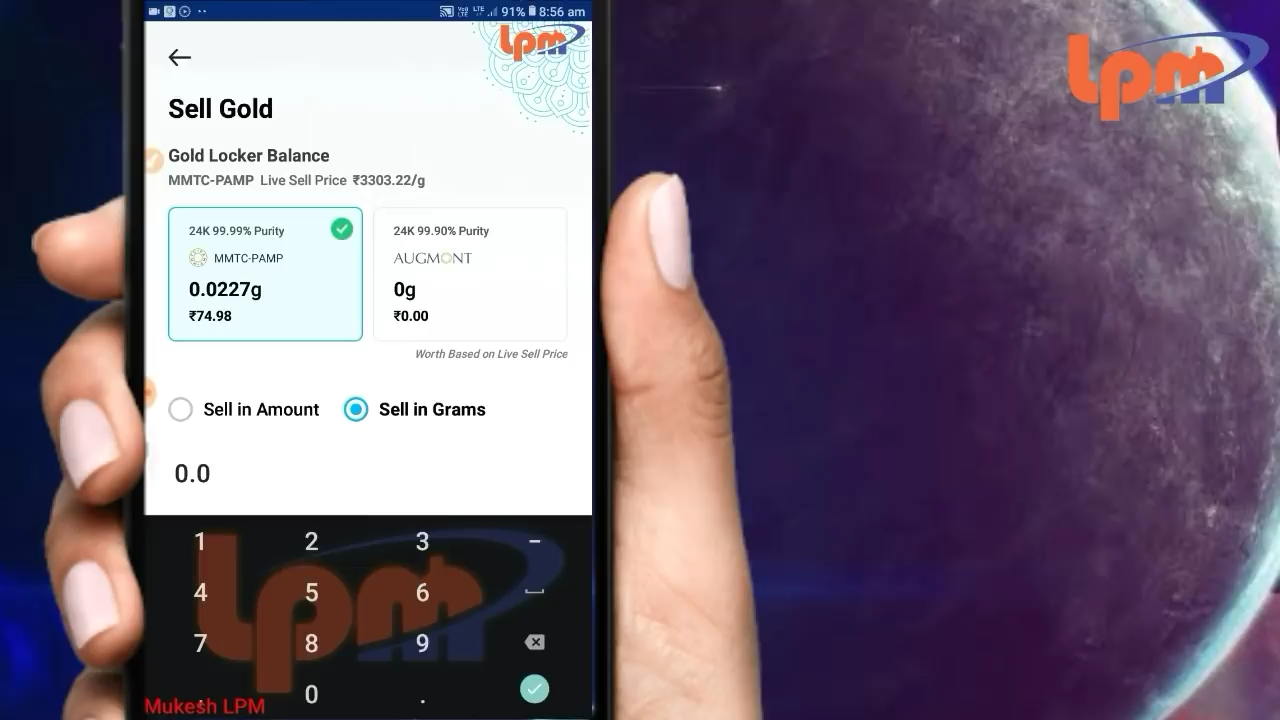 91% 8:56 am
lpm
lpm
Sell Gold
Gold Locker Balance
MMTC-PAMP Live Sell Price ₹3303.22/g
24K 99.99% Purity
MMTC-PAMP
0.0227g
₹74.98
24K 99.90% Purity
AUGMONT
0g
₹0.00
Worth Based on Live Sell Price
Sell in Amount
Sell in Grams
0.0
1 2 3 -
4 5 6
7 8 9
0 .
lpm
Mukesh LPM